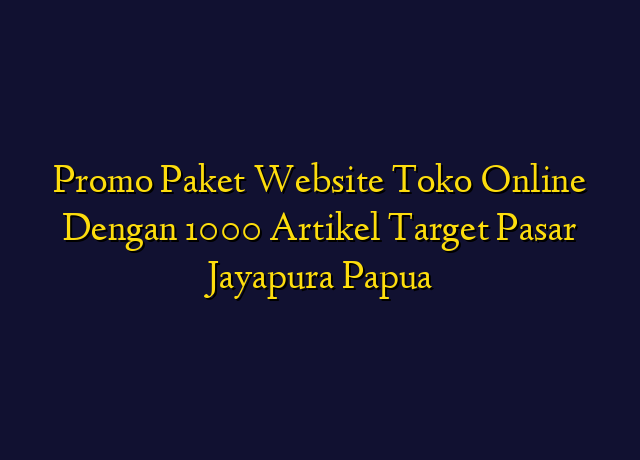 Promo Paket Website Toko Online
Dengan 1000 Artikel Target Pasar
Jayapura Papua